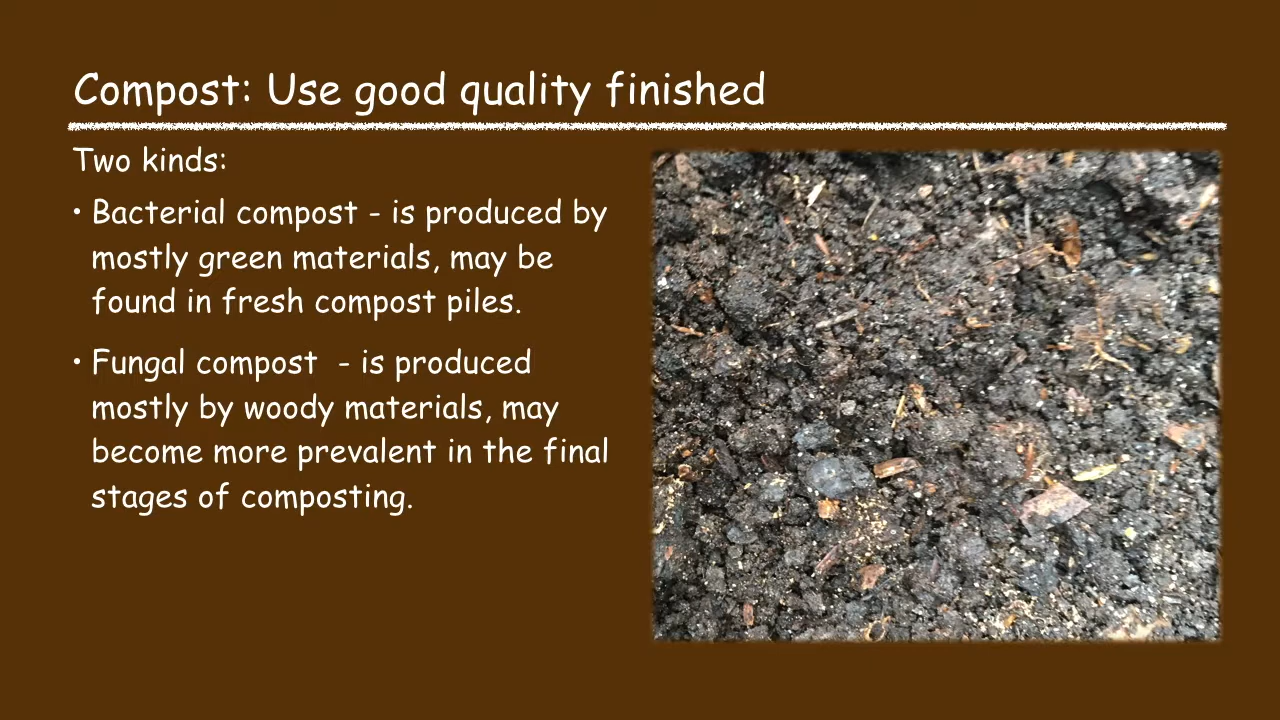 Compost: Use good quality finished
Two kinds:
• Bacterial compost - is produced by
mostly green materials, may be
found in fresh compost piles.
• Fungal compost  - is produced
mostly by woody materials, may
become more prevalent in the final
stages of composting.